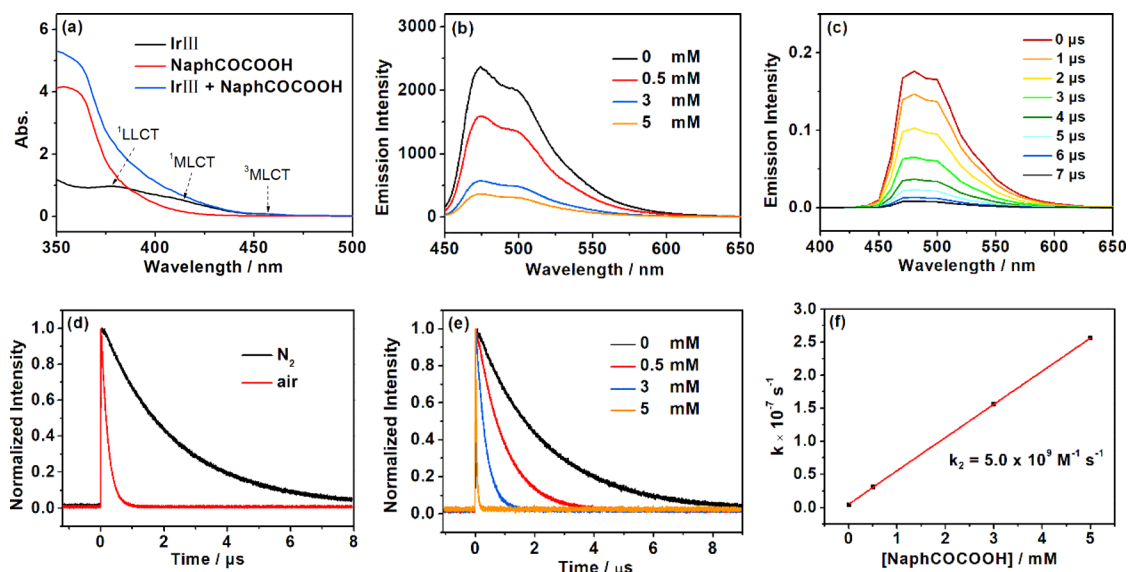 (a)
IrIII
NaphCOCOOH
IrIII + NaphCOCOOH
¹LLCT
¹MLCT
³MLCT
Abs.
6
4
2
0
350 400 450 500
Wavelength / nm
(b)
0 mM
0.5 mM
3 mM
5 mM
Emission Intensity
3000
2000
1000
0
450 500 550 600 650
Wavelength / nm
(c)
0 µs
1 µs
2 µs
3 µs
4 µs
5 µs
6 µs
7 µs
Emission Intensity
0.2
0.1
0.0
400 450 500 550 600 650
Wavelength / nm
(d)
N₂
air
Normalized Intensity
1.0
0.8
0.6
0.4
0.2
0.0
0 2 4 6 8
Time / µs
(e)
0 mM
0.5 mM
3 mM
5 mM
Normalized Intensity
1.0
0.8
0.6
0.4
0.2
0.0
0 2 4 6 8
Time / µs
(f)
k × 10⁻⁷ s⁻¹
3.0
2.5
2.0
1.5
1.0
0.5
0.0
k₂ = 5.0 x 10⁹ M⁻¹ s⁻¹
0 1 2 3 4 5
[NaphCOCOOH] / mM